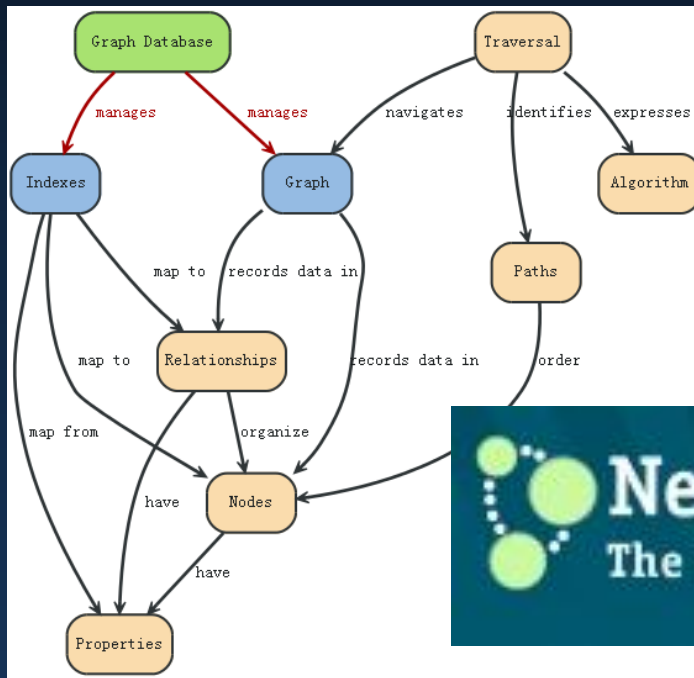 Graph Database
Traversal
manages
manages
navigates
identifies
expresses
Indexes
Graph
Algorithm
map to
records data in
Paths
Relationships
map to
records data in
order
map from
organize
have
Nodes
have
Properties
Ne
The